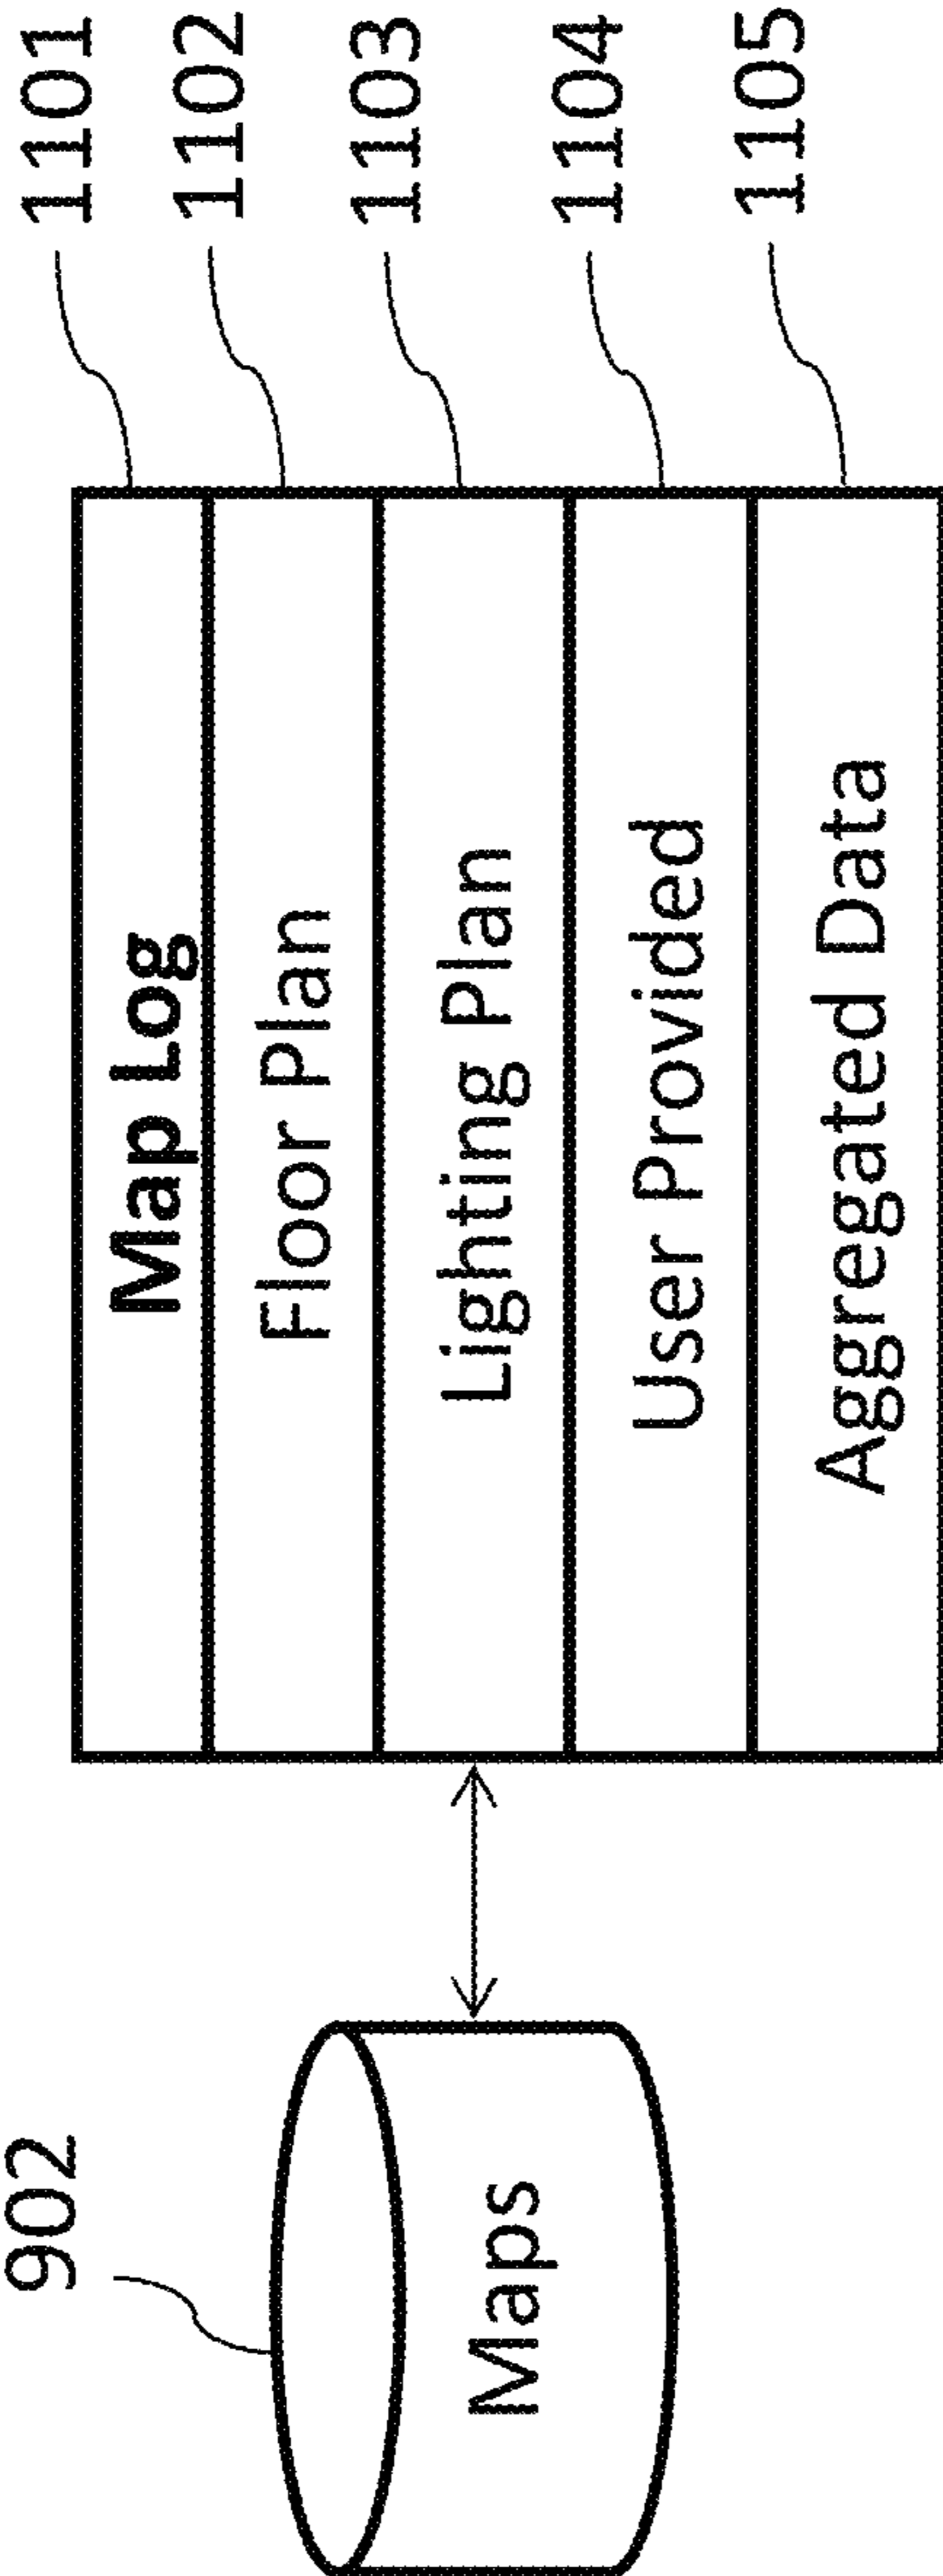 902
Maps
Map Log
1101
Floor Plan
1102
Lighting Plan
1103
User Provided
1104
Aggregated Data
1105